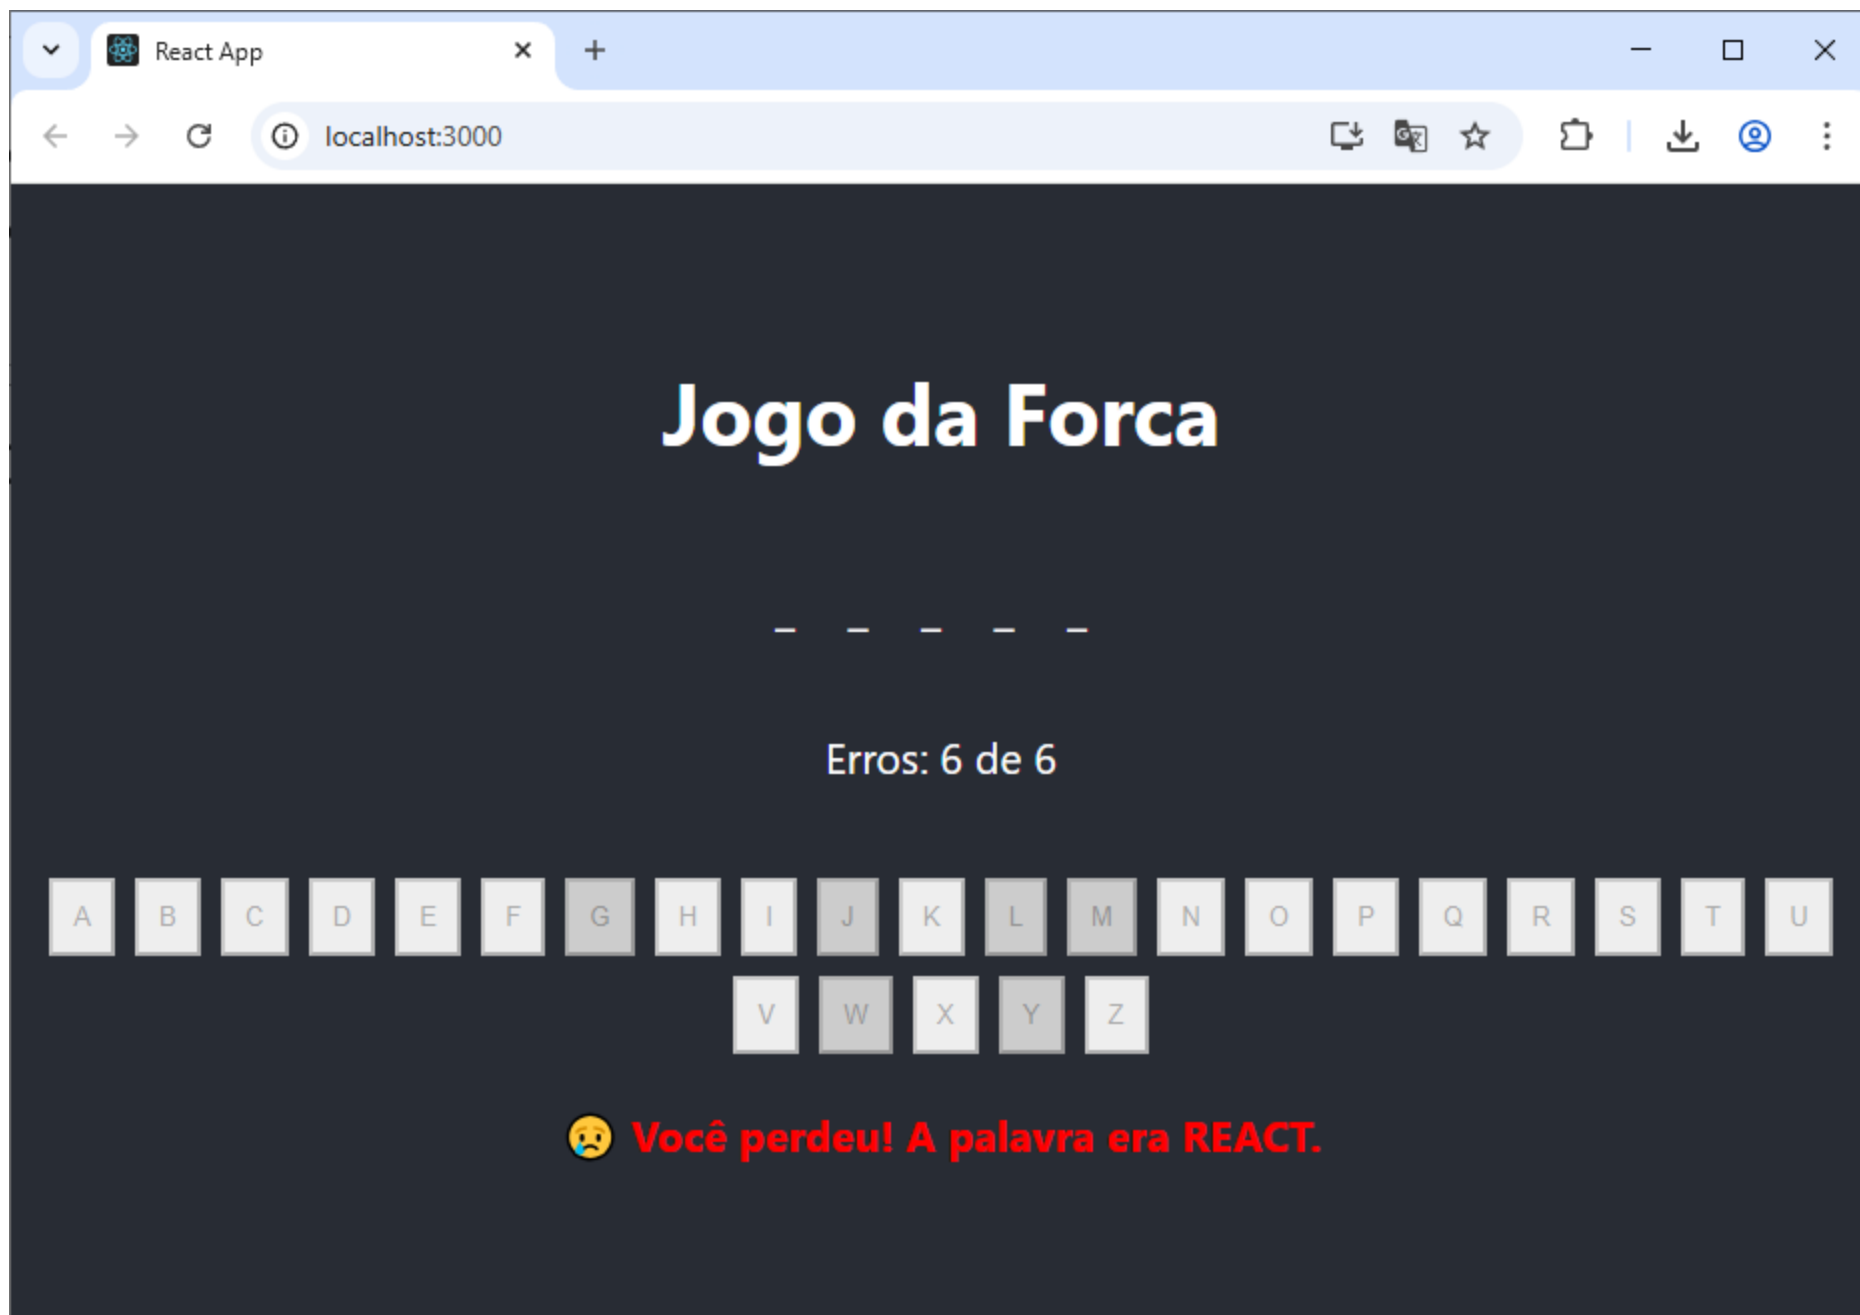 React App
localhost:3000
Jogo da Forca
_ _ _ _ _
Erros: 6 de 6
A B C D E F G H I J K L M N O P Q R S T U
V W X Y Z
😢 Você perdeu! A palavra era REACT.